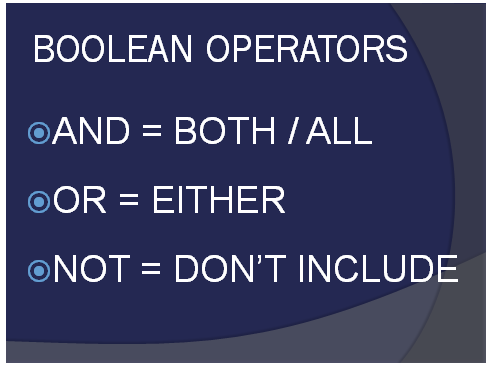 BOOLEAN OPERATORS
AND = BOTH / ALL
OR = EITHER
NOT = DON'T INCLUDE